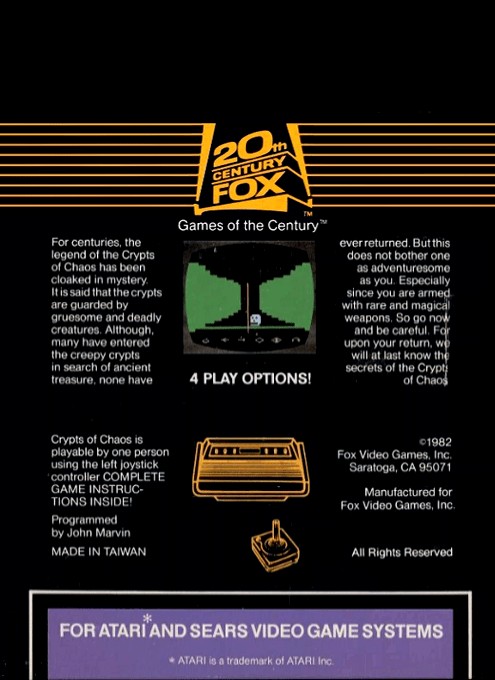 20th
CENTURY
FOX
TM
Games of the Century™
For centuries, the
legend of the Crypts
of Chaos has been
cloaked in mystery.
It is said that the crypts
are guarded by
gruesome and deadly
creatures. Although,
many have entered
the creepy crypts
in search of ancient
treasure, none have
4 PLAY OPTIONS!
ever returned. But this
does not bother one
as adventuresome
as you. Especially
since you are armed
with rare and magical
weapons. So go now
and be careful. For
upon your return, we
will at last know the
secrets of the Crypts
of Chaos
Crypts of Chaos is
playable by one person
using the left joystick
controller COMPLETE
GAME INSTRUC-
TIONS INSIDE!
Programmed
by John Marvin
MADE IN TAIWAN
©1982
Fox Video Games, Inc.
Saratoga, CA 95071
Manufactured for
Fox Video Games, Inc.
All Rights Reserved
FOR ATARI* AND SEARS VIDEO GAME SYSTEMS
* ATARI is a trademark of ATARI Inc.